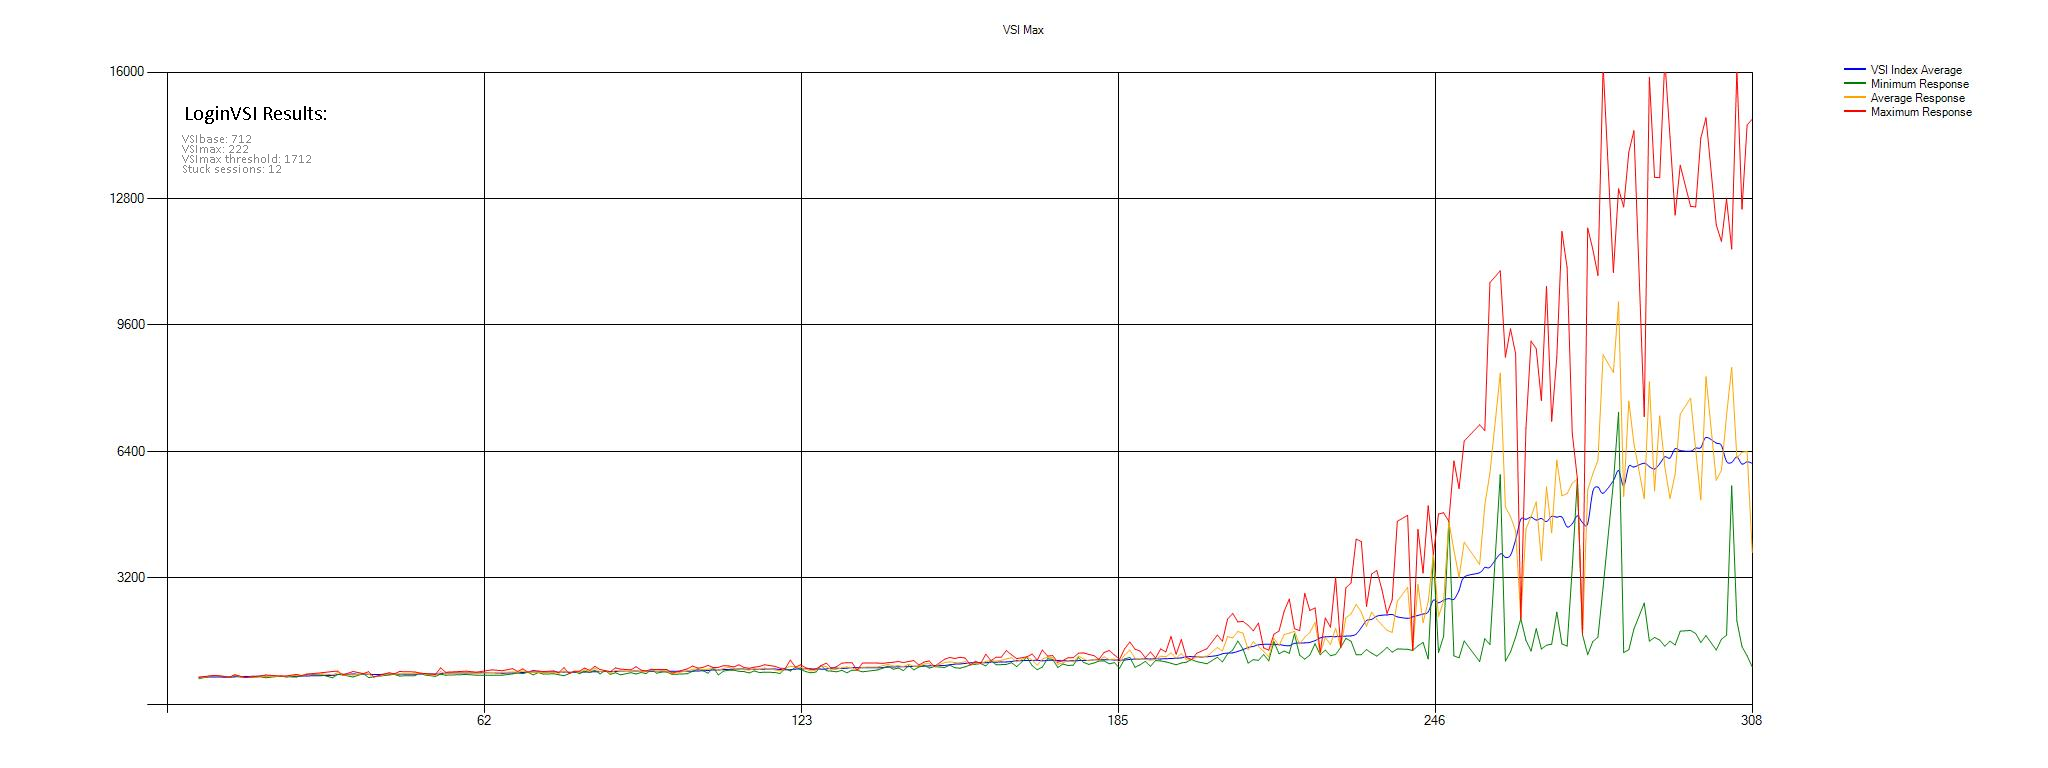 VSI Max
16000
12800
9600
6400
3200
LoginVSI Results:
VSIbase: 712
VSImax: 222
VSImax threshold: 1712
Stuck sessions: 12
VSI Index Average
Minimum Response
Average Response
Maximum Response
62
123
185
246
308